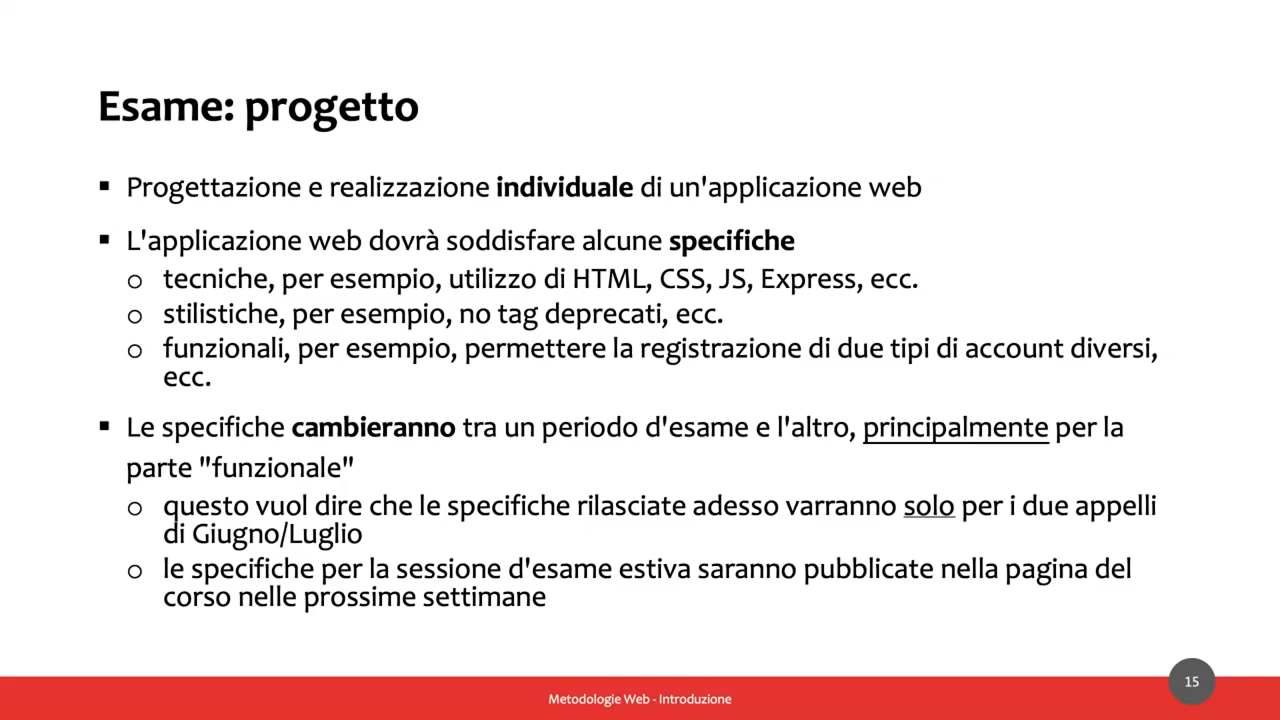 Esame: progetto
▪ Progettazione e realizzazione individuale di un'applicazione web
▪ L'applicazione web dovrà soddisfare alcune specifiche
o tecniche, per esempio, utilizzo di HTML, CSS, JS, Express, ecc.
o stilistiche, per esempio, no tag deprecati, ecc.
o funzionali, per esempio, permettere la registrazione di due tipi di account diversi,
ecc.
▪ Le specifiche cambieranno tra un periodo d'esame e l'altro, principalmente per la
parte "funzionale"
o questo vuol dire che le specifiche rilasciate adesso varranno solo per i due appelli
di Giugno/Luglio
o le specifiche per la sessione d'esame estiva saranno pubblicate nella pagina del
corso nelle prossime settimane
15
Metodologie Web - Introduzione